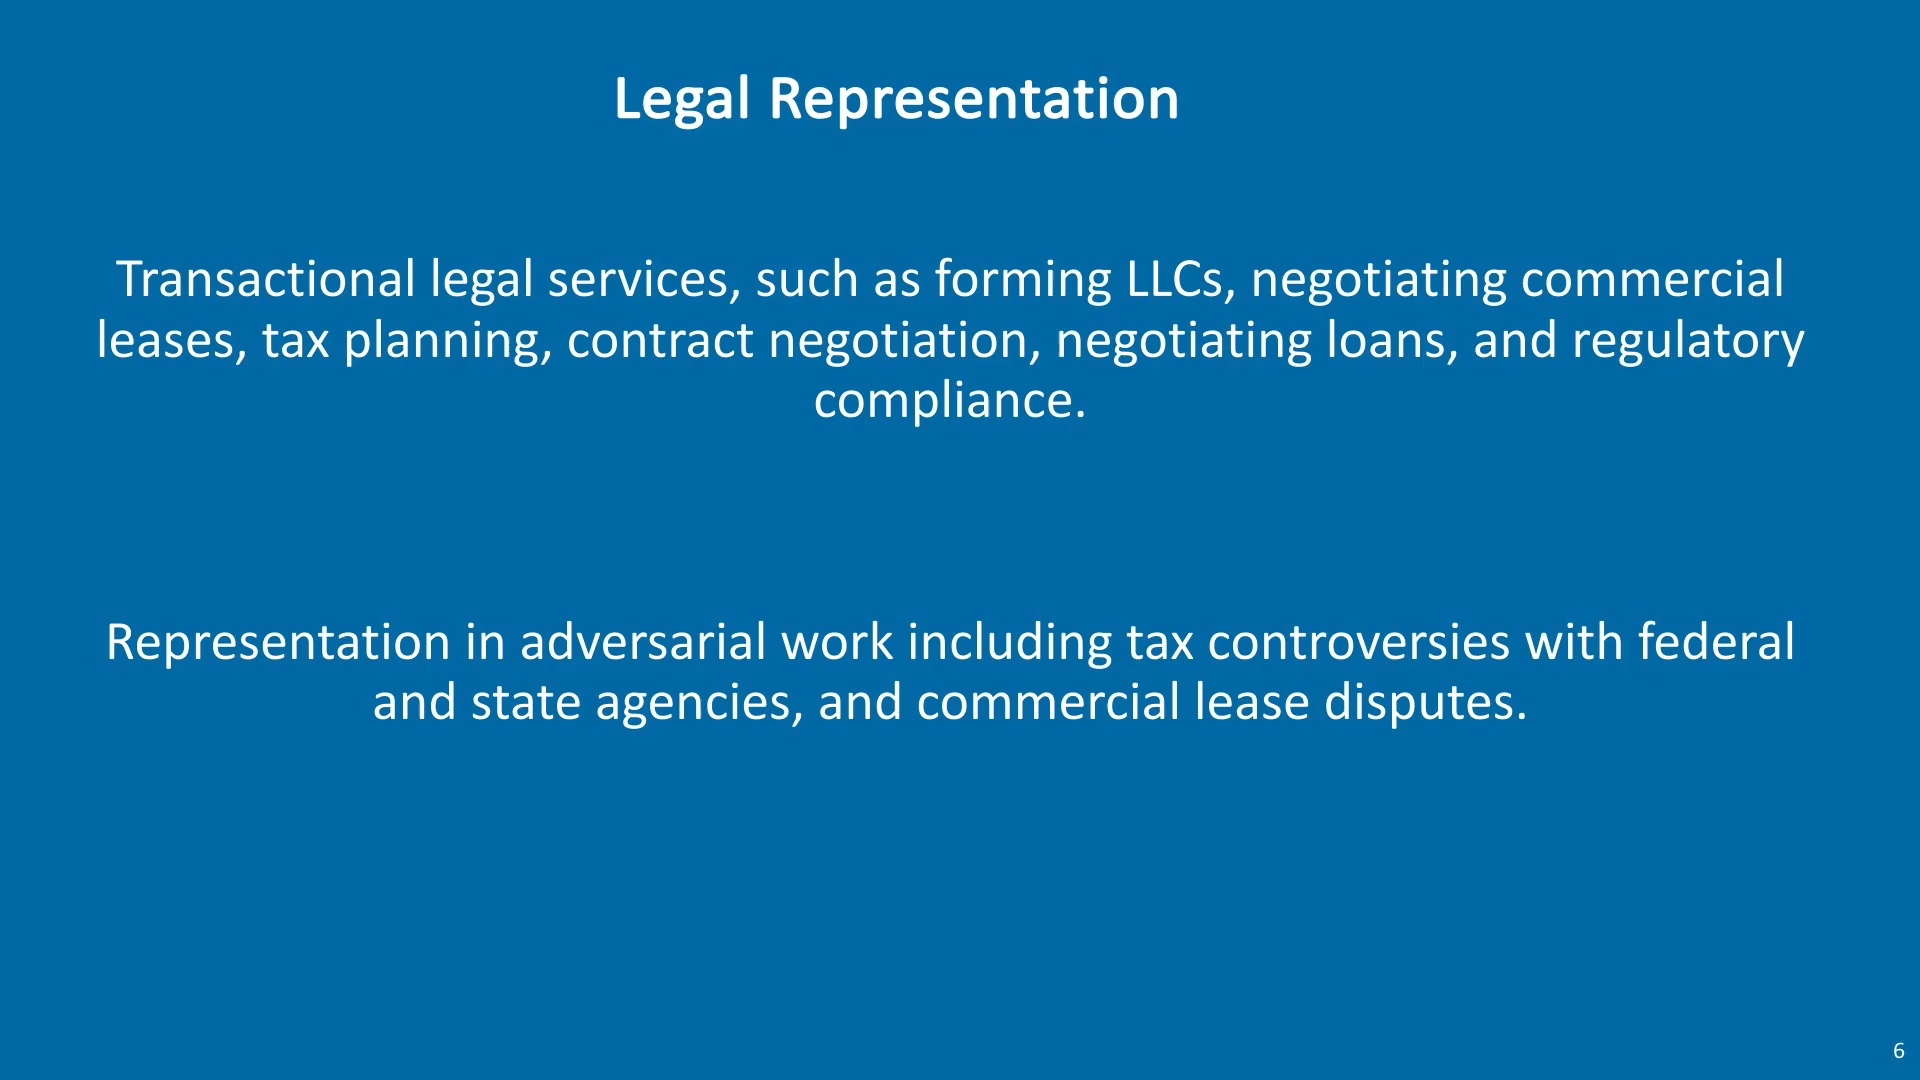 Legal Representation
Transactional legal services, such as forming LLCs, negotiating commercial
leases, tax planning, contract negotiation, negotiating loans, and regulatory
compliance.
Representation in adversarial work including tax controversies with federal
and state agencies, and commercial lease disputes.
6